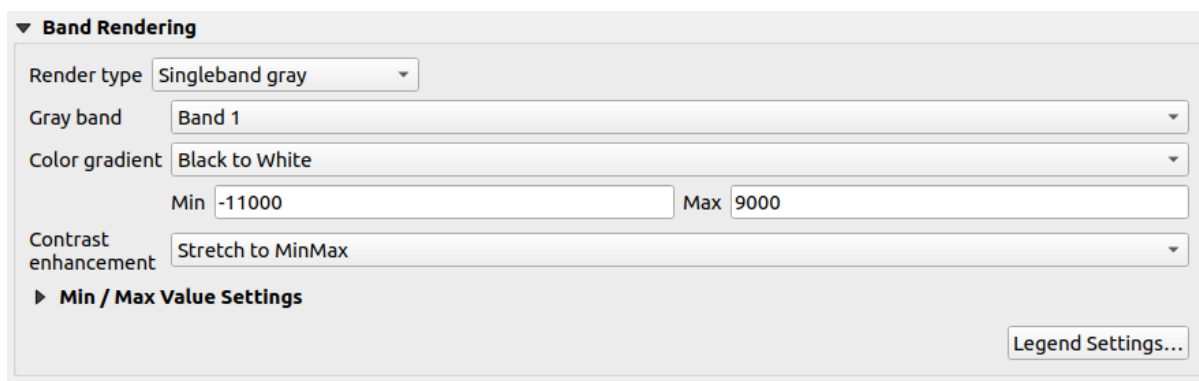 Band Rendering
Render type Singleband gray
Gray band Band 1
Color gradient Black to White
Min -11000 Max 9000
Contrast
enhancement Stretch to MinMax
Min / Max Value Settings
Legend Settings...